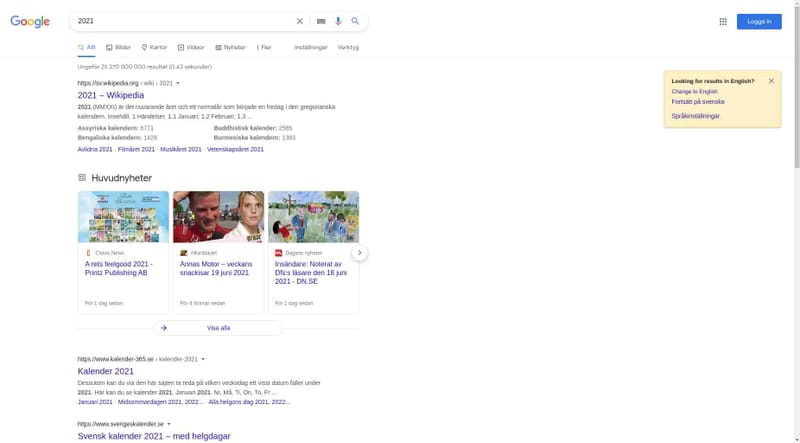 Google
2021
Logga in
Allt
Bilder
Kartor
Videor
Nyheter
Fler
Inställningar
Verktyg
Ungefär 25 270 000 000 resultat (0,43 sekunder)
Looking for results in English?
Change to English
Fortsätt på svenska
Språkinställningar
https://sv.wikipedia.org › wiki › 2021
2021 – Wikipedia
2021 (MMXXI) är det nuvarande året och ett normalår som började en fredag i den gregorianska
kalendern. Innehåll. 1 Händelser. 1.1 Januari; 1.2 Februari; 1.3 ...
Assyriska kalendern: 6771
Buddhistisk kalender: 2565
Bengaliska kalendern: 1428
Burmesiska kalendern: 1383
Avlidna 2021 · Filmåret 2021 · Musikåret 2021 · Vetenskapsåret 2021
Huvudnyheter
Cision News
A rets feelgood 2021 -
Printz Publishing AB
För 1 dag sedan
Aftonbladet
Annas Motor – veckans
snackisar 19 juni 2021
För 4 timmar sedan
Dagens nyheter
Insändare: Noterat av
DN:s läsare den 18 juni
2021 - DN.SE
För 1 dag sedan
Visa alla
https://www.kalender-365.se › kalender-2021
Kalender 2021
Dessutom kan du via den här sajten ta reda på vilken veckodag ett visst datum faller under
2021. Här kan du se kalender 2021. Januari 2021. Nr, Må, Ti, On, To, Fr ...
Januari 2021 · Midsommardagen 2021, 2022... · Alla helgons dag 2021, 2022...
https://www.sverigeskalender.se
Svensk kalender 2021 – med helgdagar